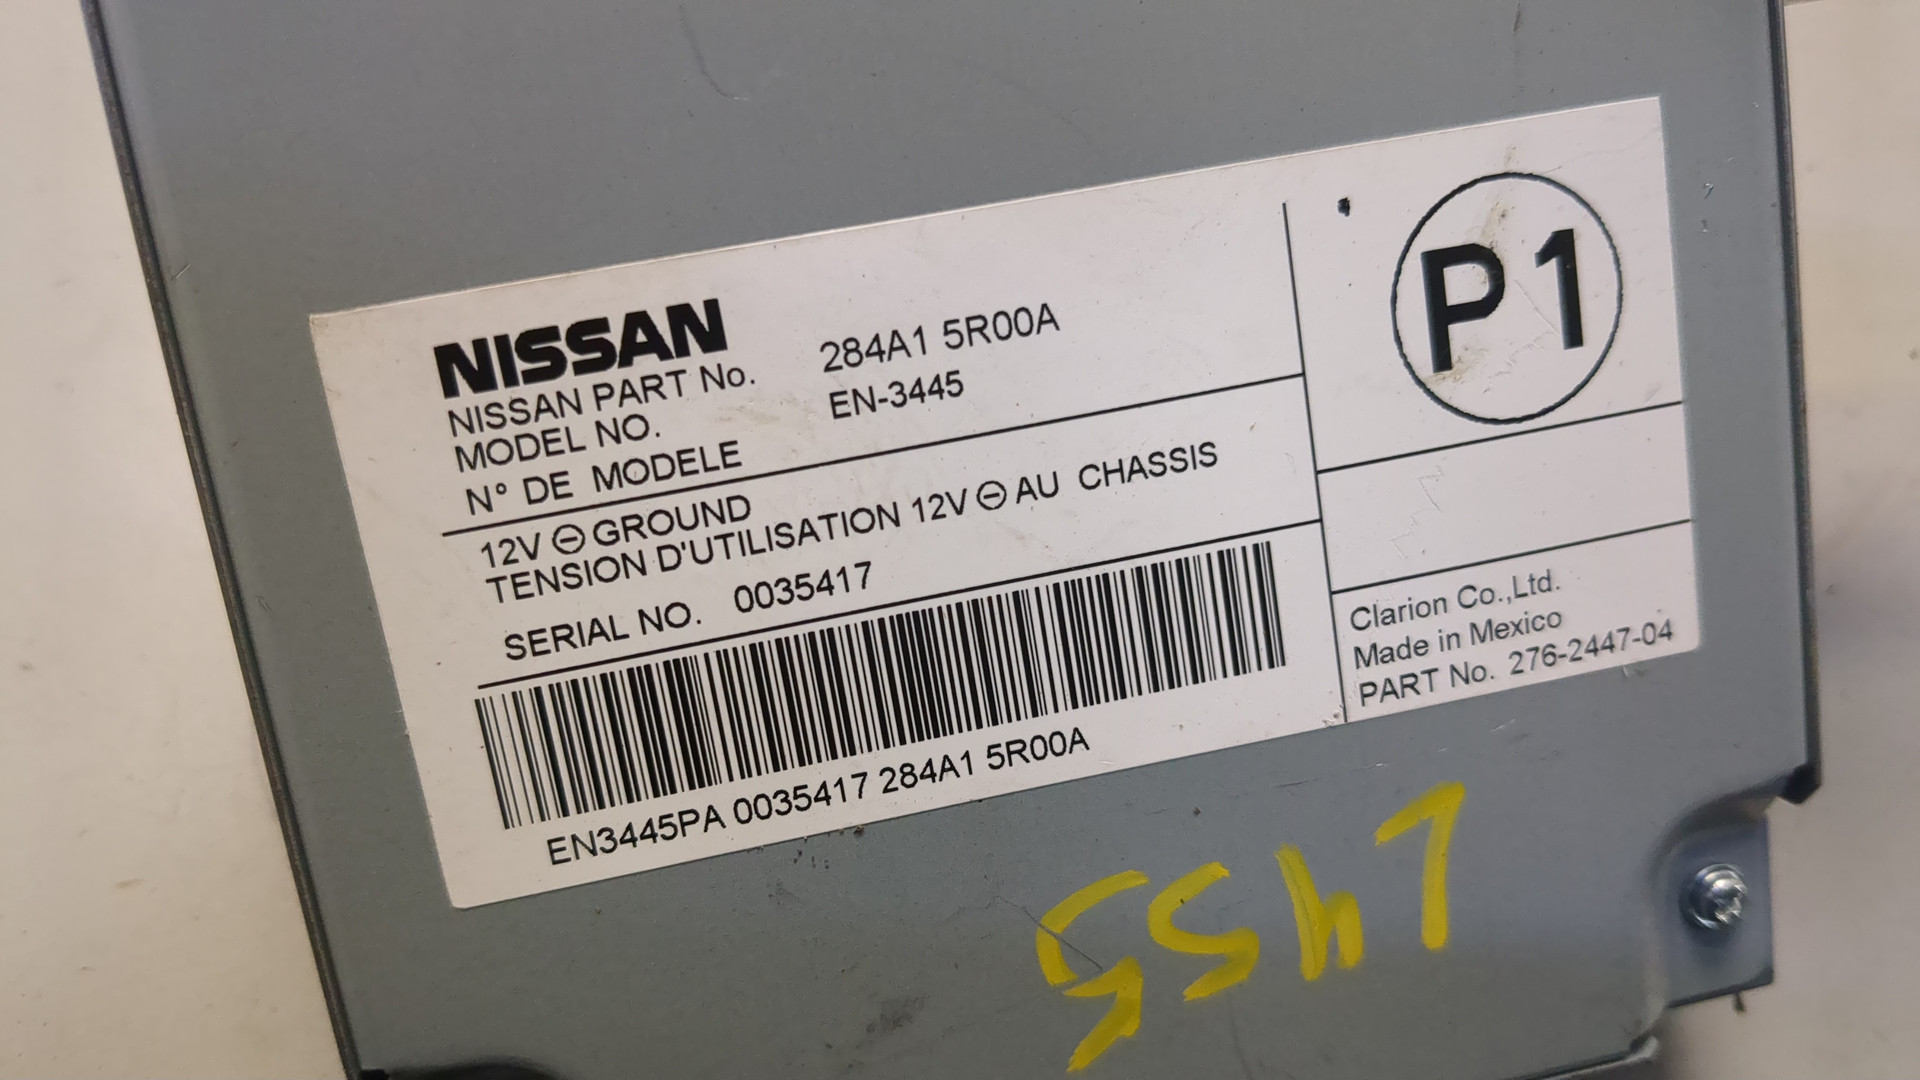 NISSAN
NISSAN PART No. 284A1 5R00A
MODEL NO. EN-3445
N° DE MODELE
12V ⊖ GROUND
TENSION D'UTILISATION 12V ⊖ AU CHASSIS
SERIAL NO. 0035417
EN3445PA 0035417 284A1 5R00A
P1
Clarion Co.,Ltd.
Made in Mexico
PART No. 276-2447-04